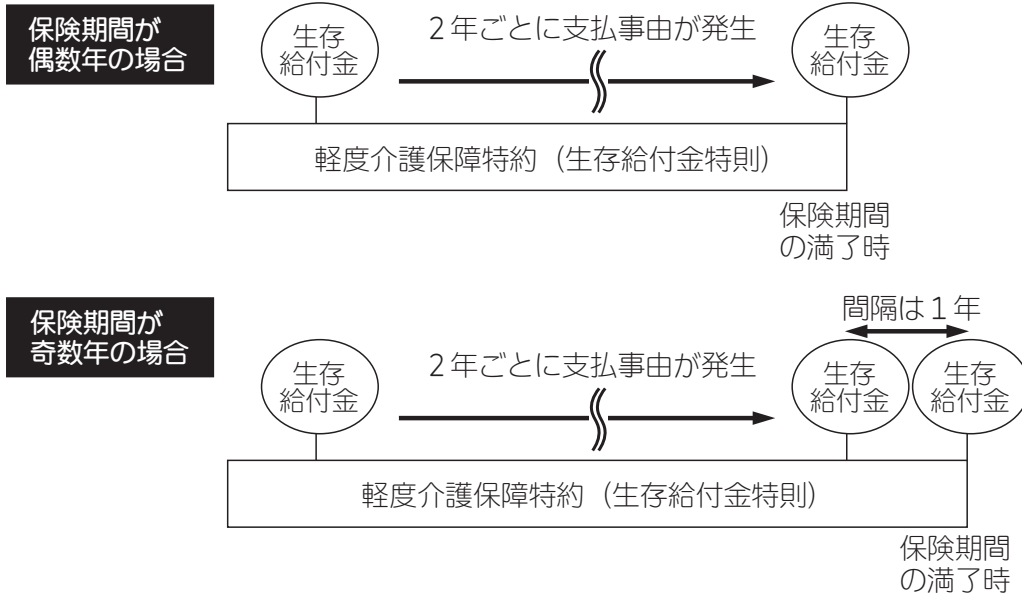 保険期間が
偶数年の場合
生存
給付金
２年ごとに支払事由が発生
生存
給付金
軽度介護保障特約（生存給付金特則）
保険期間
の満了時
保険期間が
奇数年の場合
間隔は１年
生存
給付金
２年ごとに支払事由が発生
生存
給付金
生存
給付金
軽度介護保障特約（生存給付金特則）
保険期間
の満了時